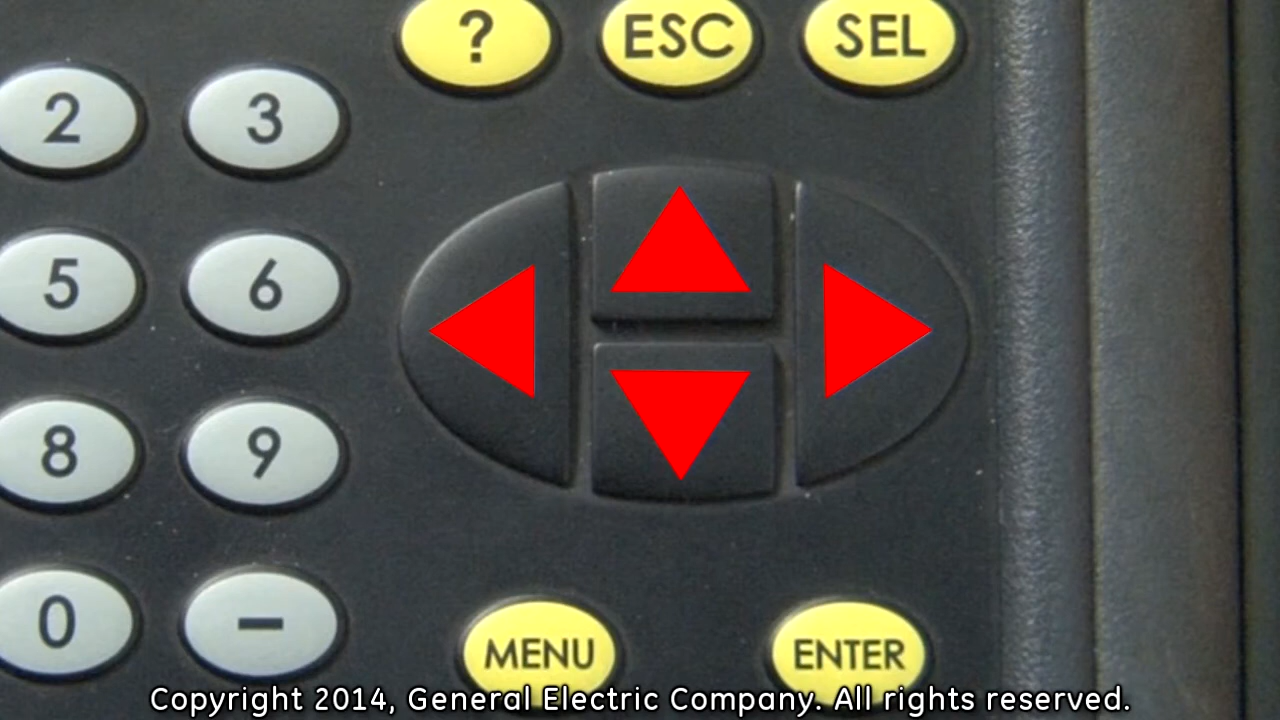 ? ESC SEL
2 3
5 6
8 9
0 -
MENU ENTER
Copyright 2014, General Electric Company. All rights reserved.